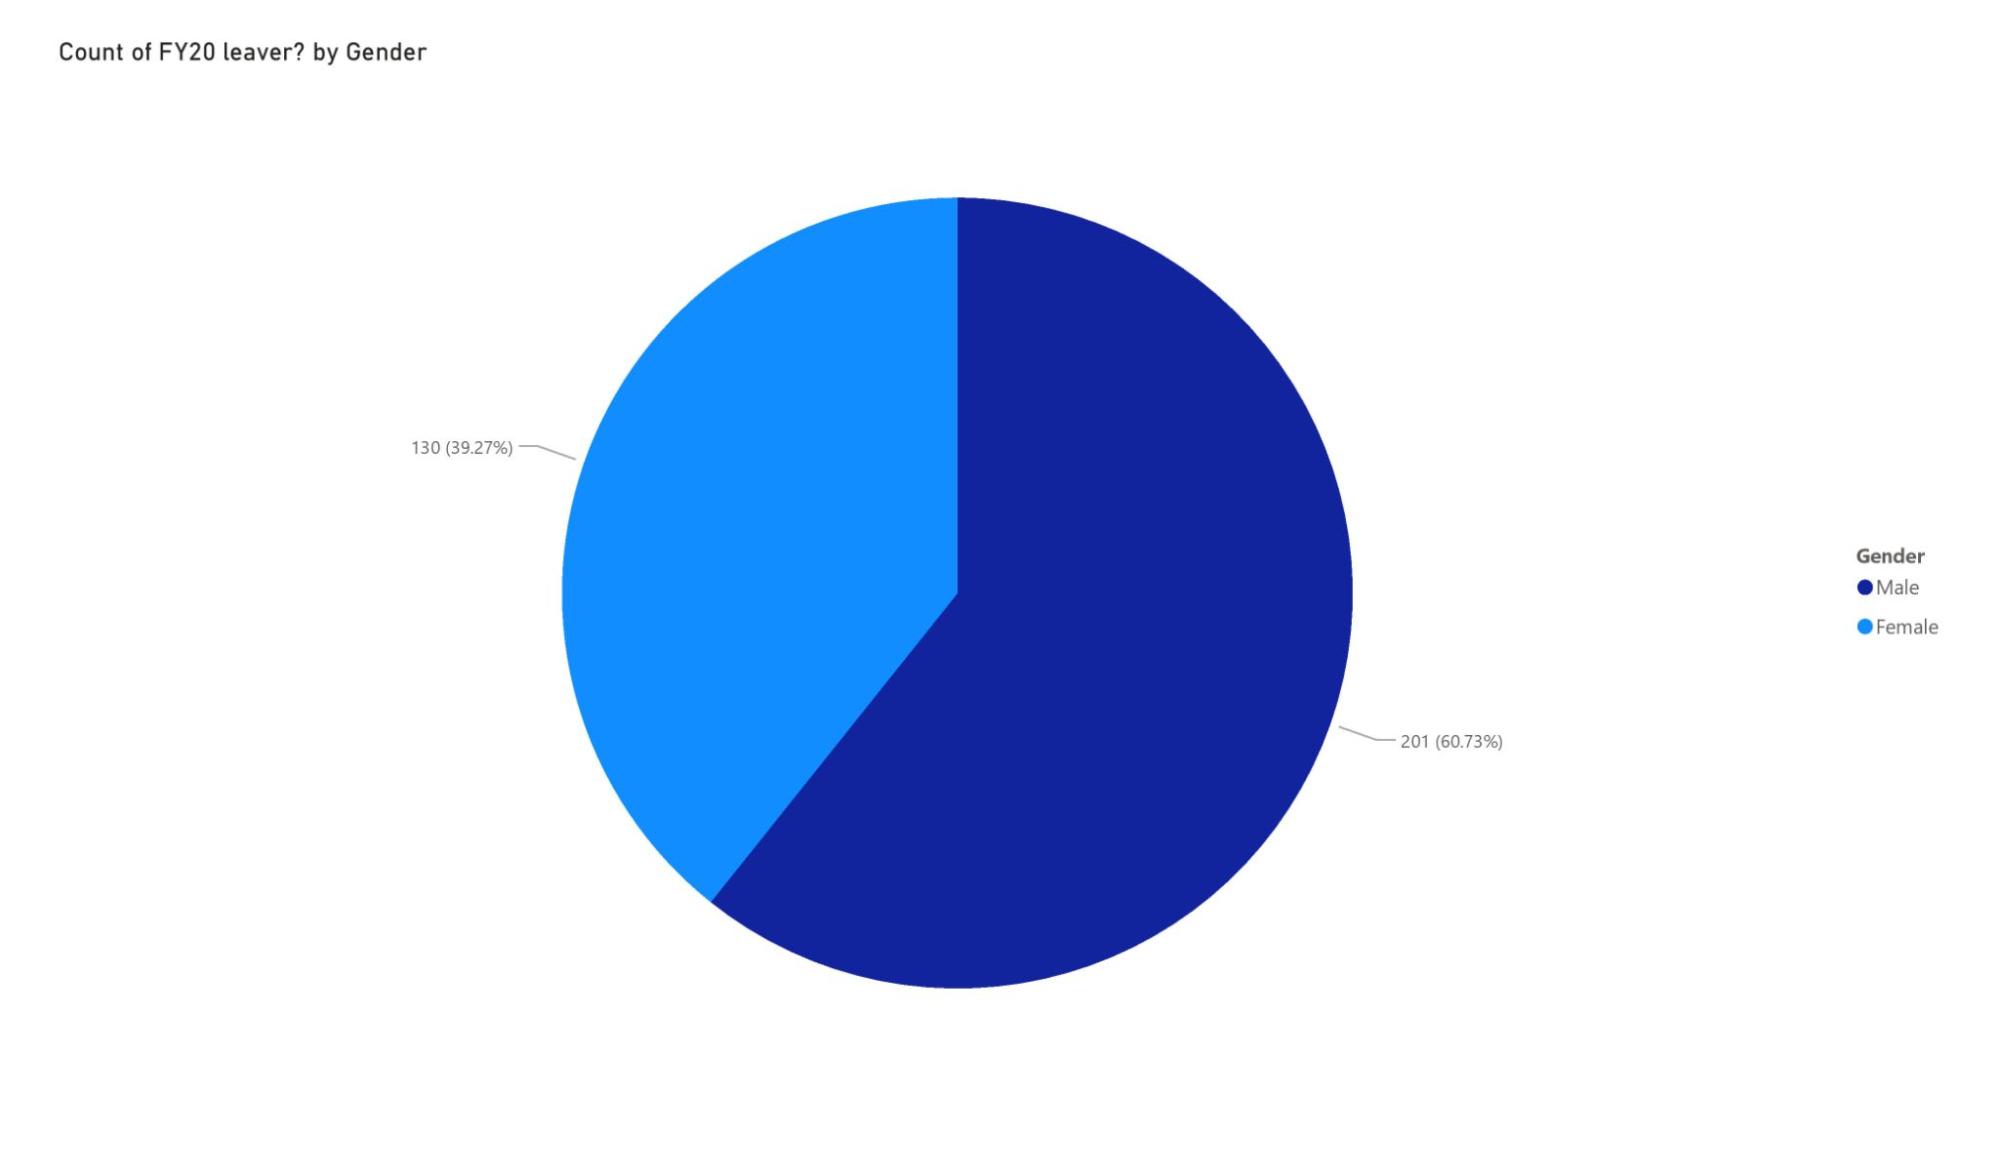 Count of FY20 leaver? by Gender
130 (39.27%)
201 (60.73%)
Gender
Male
Female